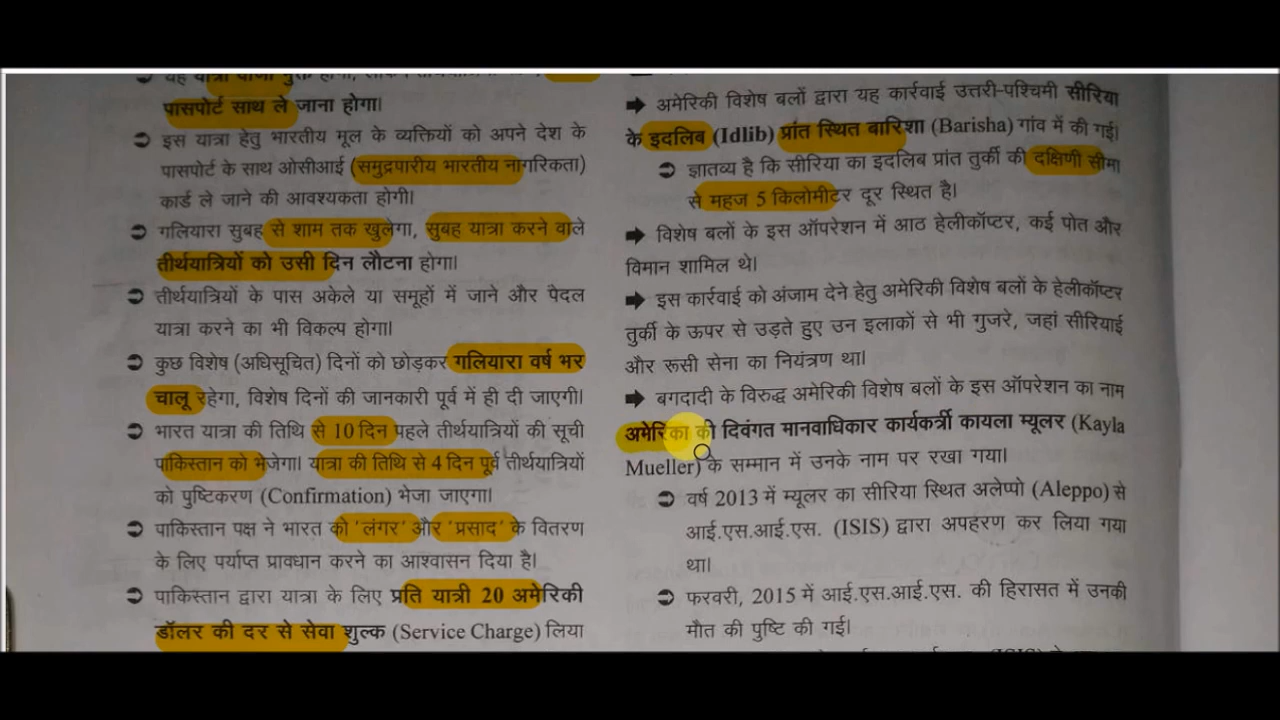 पासपोर्ट साथ ले जाना होगा।
इस यात्रा हेतु भारतीय मूल के व्यक्तियों को अपने देश के
पासपोर्ट के साथ ओसीआई (समुद्रपारीय भारतीय नागरिकता)
कार्ड ले जाने की आवश्यकता होगी।
गलियारा सुबह से शाम तक खुलेगा, सुबह यात्रा करने वाले
तीर्थयात्रियों को उसी दिन लौटना होगा।
तीर्थयात्रियों के पास अकेले या समूहों में जाने और पैदल
यात्रा करने का भी विकल्प होगा।
कुछ विशेष (अधिसूचित) दिनों को छोड़कर गलियारा वर्ष भर
चालू रहेगा, विशेष दिनों की जानकारी पूर्व में ही दी जाएगी।
भारत यात्रा की तिथि से 10 दिन पहले तीर्थयात्रियों की सूची
पाकिस्तान को भेजेगा। यात्रा की तिथि से 4 दिन पूर्व तीर्थयात्रियों
को पुष्टिकरण (Confirmation) भेजा जाएगा।
पाकिस्तान पक्ष ने भारत को 'लंगर' और 'प्रसाद' के वितरण
के लिए पर्याप्त प्रावधान करने का आश्वासन दिया है।
पाकिस्तान द्वारा यात्रा के लिए प्रति यात्री 20 अमेरिकी
डॉलर की दर से सेवा शुल्क (Service Charge) लिया
अमेरिकी विशेष बलों द्वारा यह कार्रवाई उत्तरी-पश्चिमी सीरिया
के इदलिब (Idlib) प्रांत स्थित बारिशा (Barisha) गांव में की गई।
ज्ञातव्य है कि सीरिया का इदलिब प्रांत तुर्की की दक्षिणी सीमा
से महज 5 किलोमीटर दूर स्थित है।
विशेष बलों के इस ऑपरेशन में आठ हेलीकॉप्टर, कई पोत और
विमान शामिल थे।
इस कार्रवाई को अंजाम देने हेतु अमेरिकी विशेष बलों के हेलीकॉप्टर
तुर्की के ऊपर से उड़ते हुए उन इलाकों से भी गुजरे, जहां सीरियाई
और रूसी सेना का नियंत्रण था।
बगदादी के विरुद्ध अमेरिकी विशेष बलों के इस ऑपरेशन का नाम
अमेरिका की दिवंगत मानवाधिकार कार्यकर्त्री कायला म्यूलर (Kayla
Mueller) के सम्मान में उनके नाम पर रखा गया।
वर्ष 2013 में म्यूलर का सीरिया स्थित अलेप्पो (Aleppo) से
आई.एस.आई.एस. (ISIS) द्वारा अपहरण कर लिया गया
था।
फरवरी, 2015 में आई.एस.आई.एस. की हिरासत में उनकी
मौत की पुष्टि की गई।